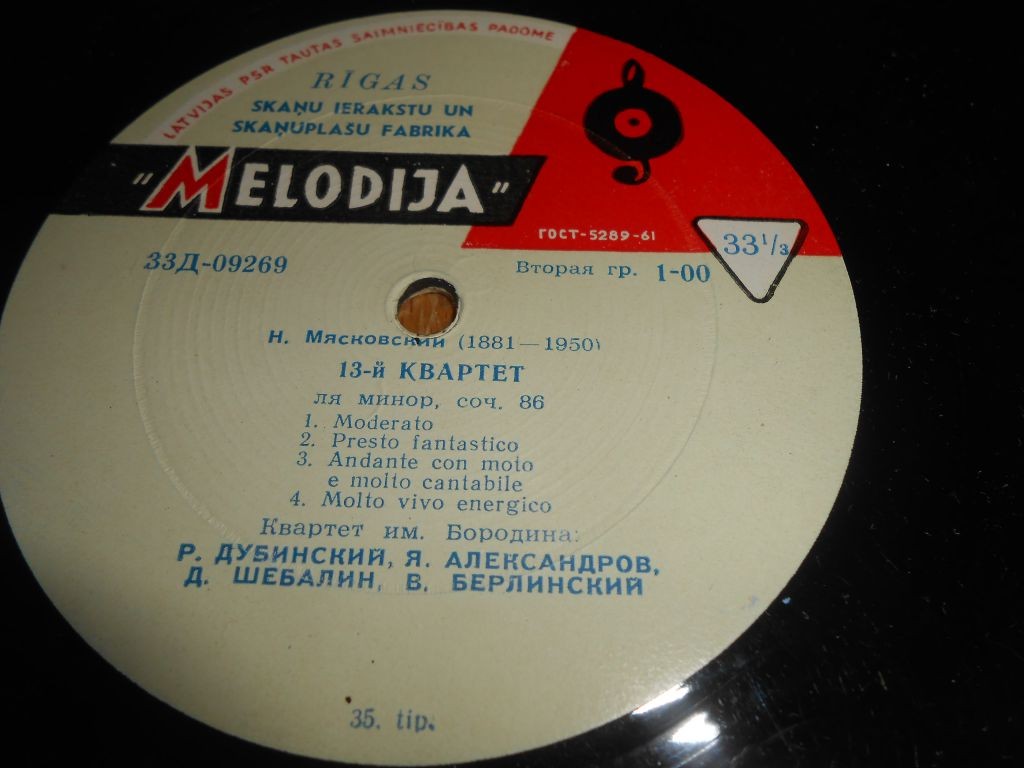 LATVIJAS PSR TAUTAS SAIMNIECĪBAS PADOME
RĪGAS
SKAŅU IERAKSTU UN
SKAŅUPLAŠU FABRIKA
"MELODIJA"
ГОСТ-5289-61
33 1/3
33Д-09269
Вторая гр. 1-00
Н. Мясковский (1881—1950)
13-й КВАРТЕТ
ля минор, соч. 86
1. Moderato
2. Presto fantastico
3. Andante con moto
e molto cantabile
4. Molto vivo energico
Квартет им. Бородина:
Р. ДУБИНСКИЙ, Я. АЛЕКСАНДРОВ,
Д. ШЕБАЛИН, В. БЕРЛИНСКИЙ
35. tip.